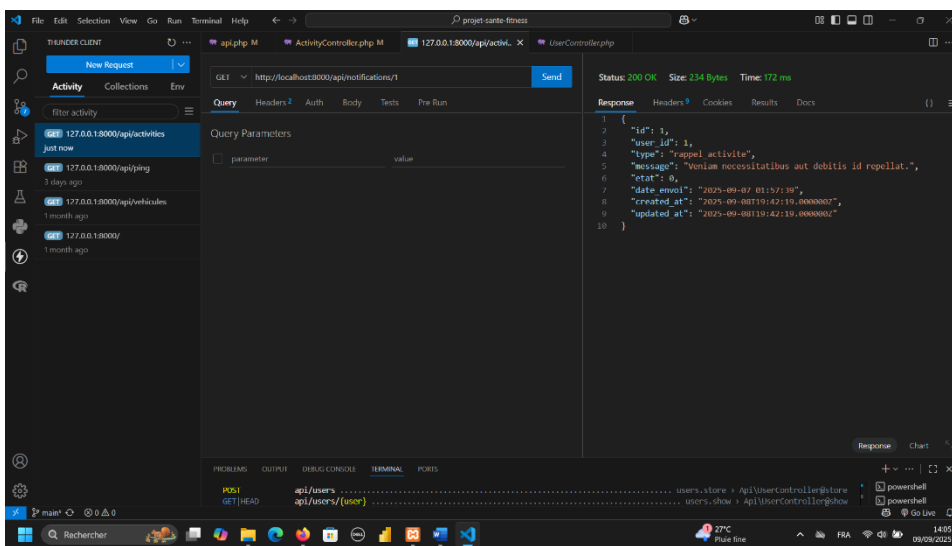 File Edit Selection View Go Run Terminal Help
projet-sante-fitness
THUNDER CLIENT
api.php M
ActivityController.php M
GET 127.0.0.1:8000/api/activi..
UserController.php
New Request
Activity Collections Env
filter activity
GET 127.0.0.1:8000/api/activities
just now
GET 127.0.0.1:8000/api/ping
3 days ago
GET 127.0.0.1:8000/api/vehicules
1 month ago
GET 127.0.0.1:8000/
1 month ago
GET http://localhost:8000/api/notifications/1 Send
Query Headers 2 Auth Body Tests Pre Run
Query Parameters
parameter value
Status: 200 OK Size: 234 Bytes Time: 172 ms
Response Headers 9 Cookies Results Docs
1 {
2 "id": 1,
3 "user_id": 1,
4 "type": "rappel activite",
5 "message": "Veniam necessitatibus aut debitis id repellat.",
6 "etat": 0,
7 "date_envoi": "2025-09-07 01:57:39",
8 "created_at": "2025-09-08T19:42:19.000000Z",
9 "updated_at": "2025-09-08T19:42:19.000000Z"
10 }
Response Chart
PROBLEMS OUTPUT DEBUG CONSOLE TERMINAL PORTS
POST api/users users.store › Api\UserController@store
GET|HEAD api/users/{user} users.show › Api\UserController@show
powershell
powershell
main* 0 0 Go Live
Rechercher
1
27°C
Pluie fine
FRA
14:05
09/09/2025